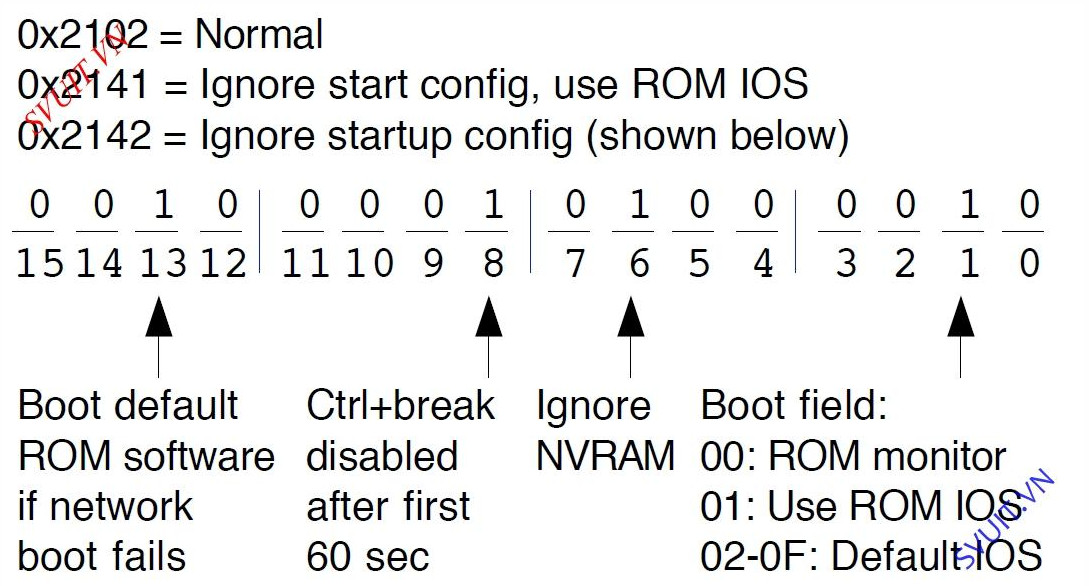 0x2102 = Normal
0x2141 = Ignore start config, use ROM IOS
0x2142 = Ignore startup config (shown below)
SVUIT.VN
0 0 1 0 0 0 0 1 0 1 0 0 0 0 1 0
15 14 13 12 11 10 9 8 7 6 5 4 3 2 1 0
Boot default
ROM software
if network
boot fails
Ctrl+break
disabled
after first
60 sec
Ignore
NVRAM
Boot field:
00: ROM monitor
01: Use ROM IOS
02-0F: Default IOS
SVUIT.VN